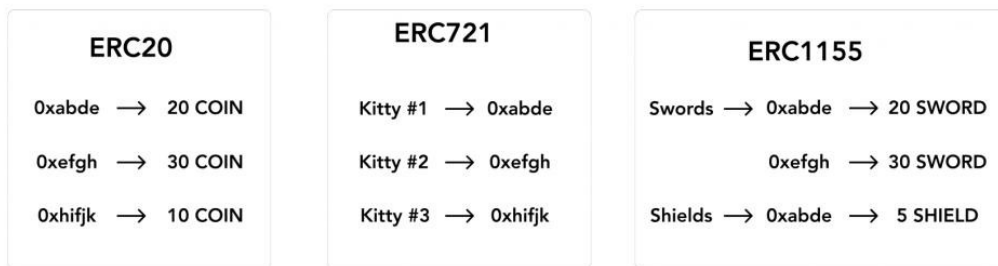 ERC20
0xabde → 20 COIN
0xefgh → 30 COIN
0xhifjk → 10 COIN
ERC721
Kitty #1 → 0xabde
Kitty #2 → 0xefgh
Kitty #3 → 0xhifjk
ERC1155
Swords → 0xabde → 20 SWORD
0xefgh → 30 SWORD
Shields → 0xabde → 5 SHIELD